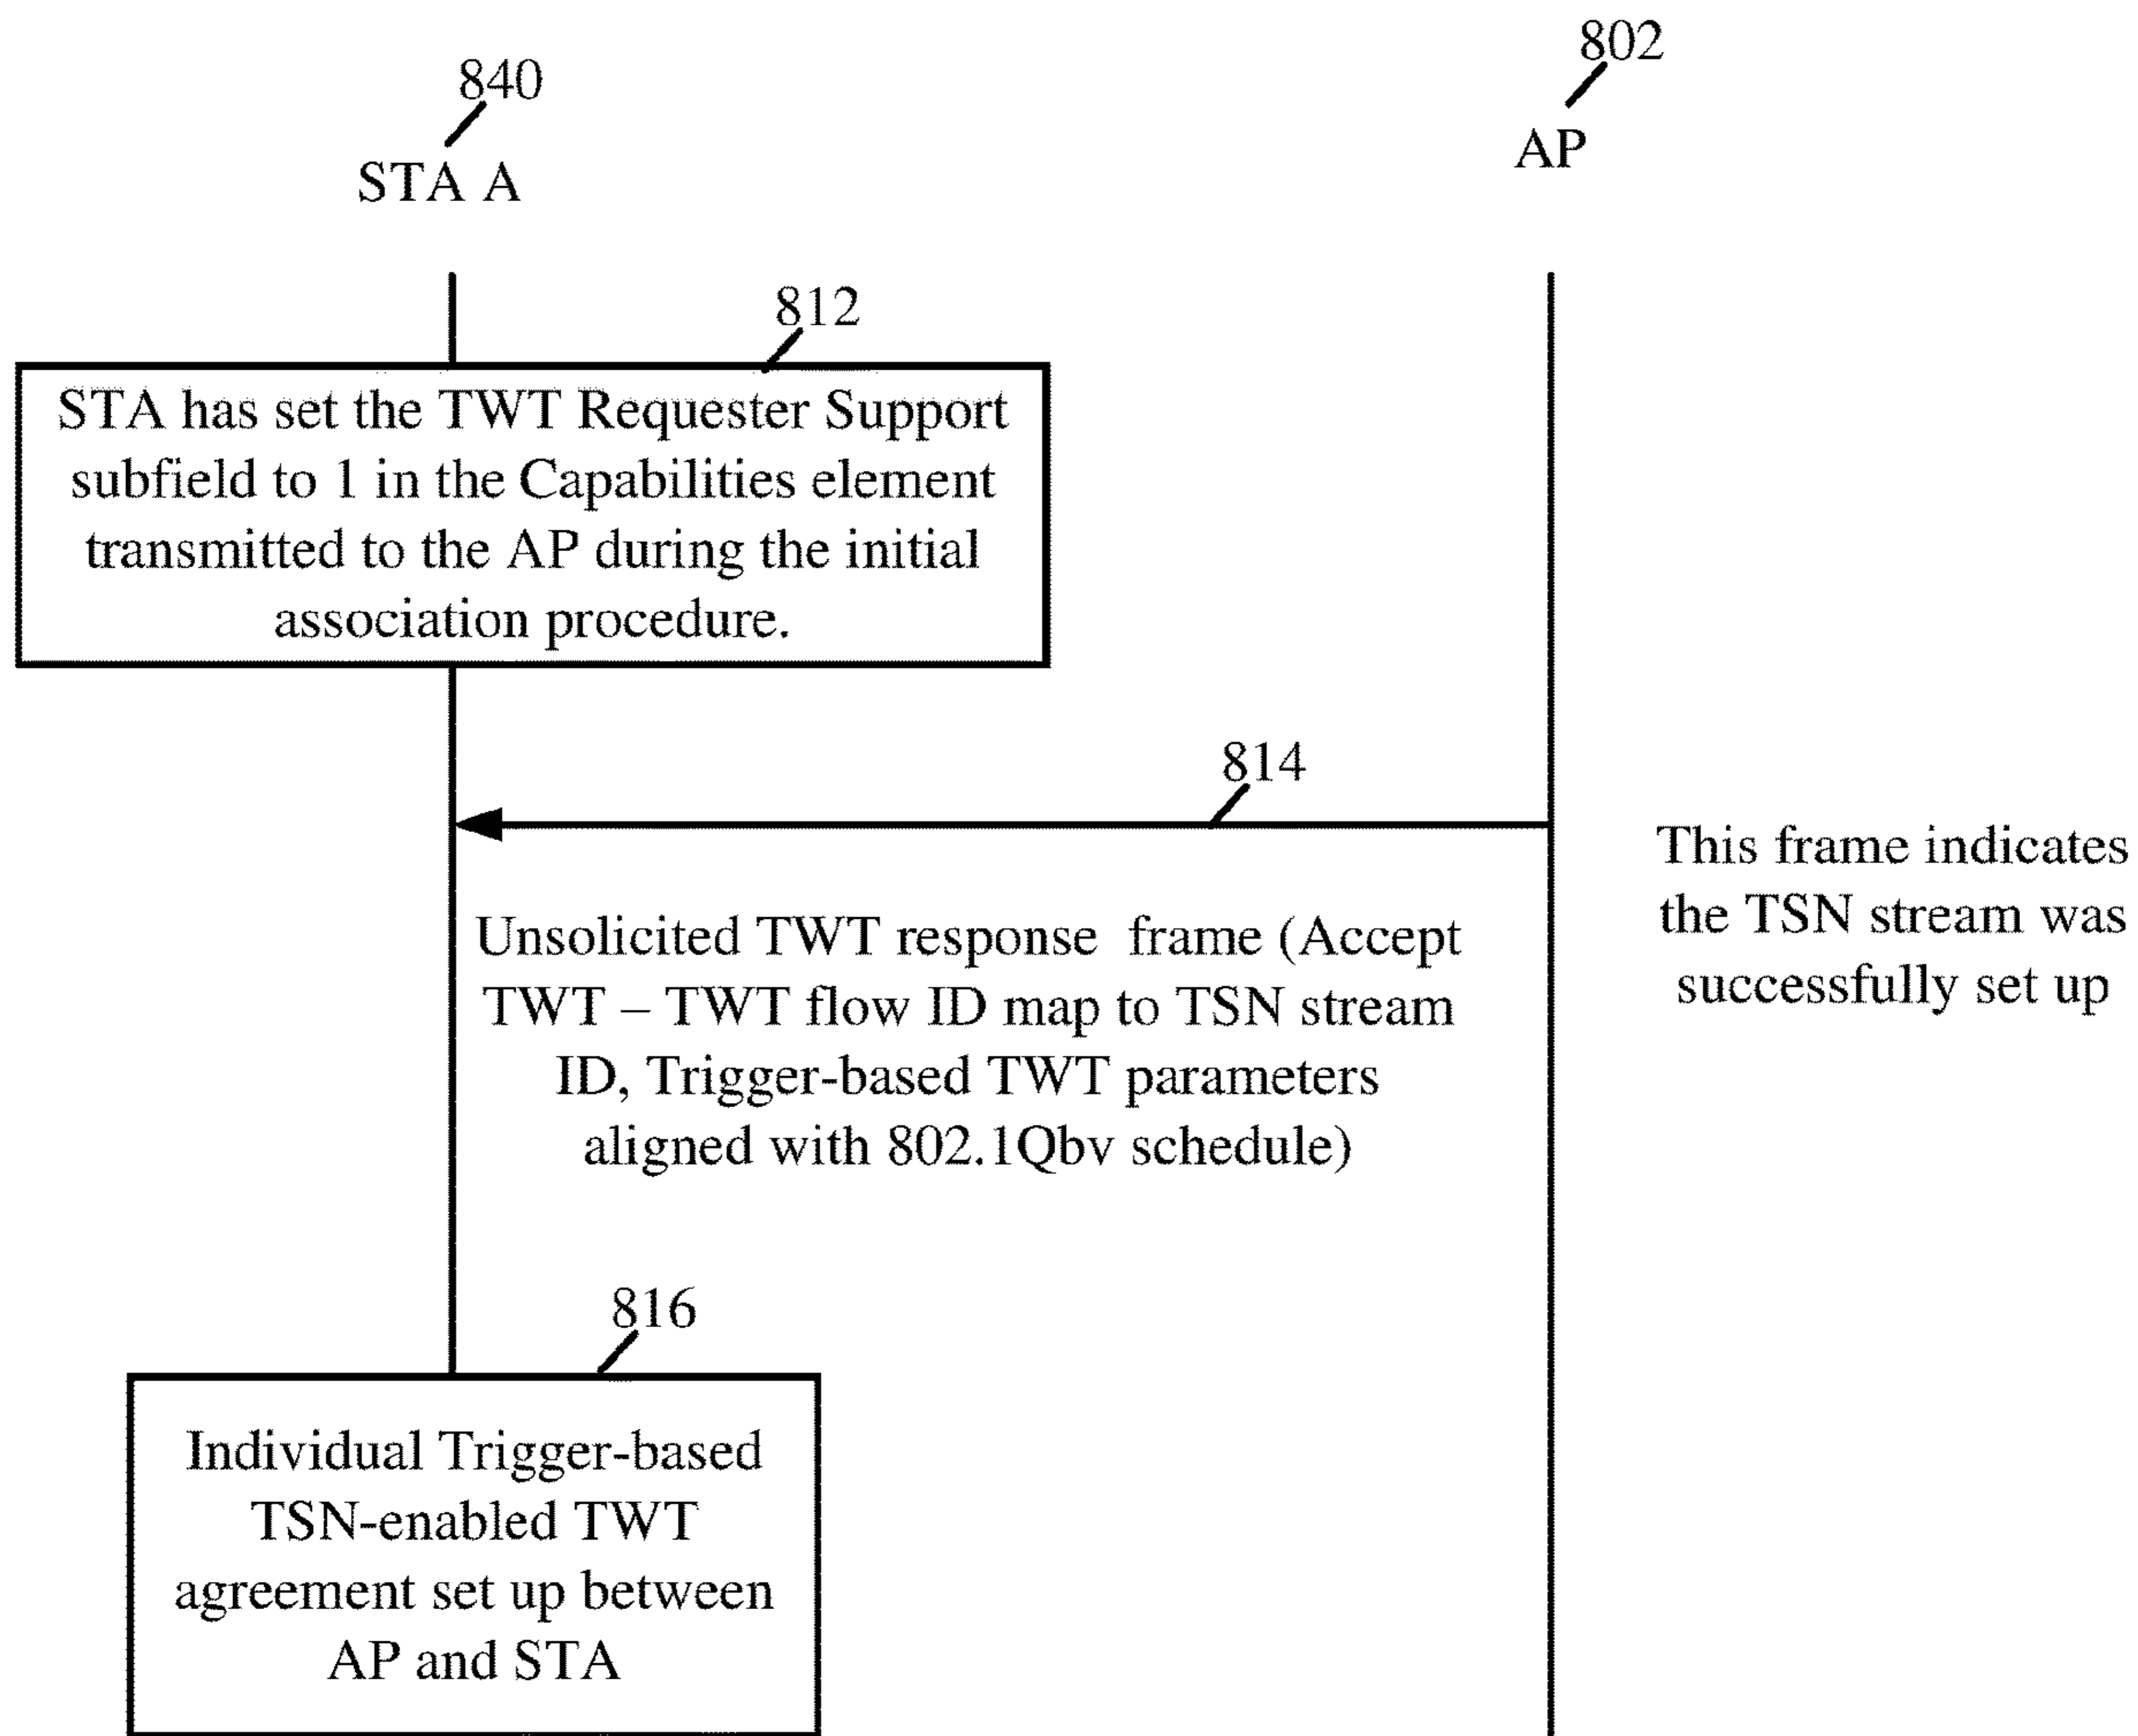 802
840
AP
STA A
812
STA has set the TWT Requester Support
subfield to 1 in the Capabilities element
transmitted to the AP during the initial
association procedure.
814
This frame indicates
the TSN stream was
successfully set up
Unsolicited TWT response frame (Accept
TWT – TWT flow ID map to TSN stream
ID, Trigger-based TWT parameters
aligned with 802.1Qbv schedule)
816
Individual Trigger-based
TSN-enabled TWT
agreement set up between
AP and STA